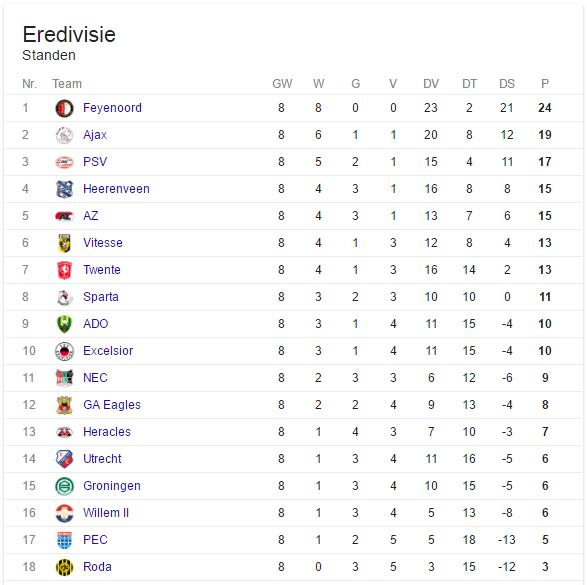 Eredivisie
Standen
Nr. Team GW W G V DV DT DS P
1 Feyenoord 8 8 0 0 23 2 21 24
2 Ajax 8 6 1 1 20 8 12 19
3 PSV 8 5 2 1 15 4 11 17
4 Heerenveen 8 4 3 1 16 8 8 15
5 AZ 8 4 3 1 13 7 6 15
6 Vitesse 8 4 1 3 12 8 4 13
7 Twente 8 4 1 3 16 14 2 13
8 Sparta 8 3 2 3 10 10 0 11
9 ADO 8 3 1 4 11 15 -4 10
10 Excelsior 8 3 1 4 11 15 -4 10
11 NEC 8 2 3 3 6 12 -6 9
12 GA Eagles 8 2 2 4 9 13 -4 8
13 Heracles 8 1 4 3 7 10 -3 7
14 Utrecht 8 1 3 4 11 16 -5 6
15 Groningen 8 1 3 4 10 15 -5 6
16 Willem II 8 1 3 4 5 13 -8 6
17 PEC 8 1 2 5 5 18 -13 5
18 Roda 8 0 3 5 3 15 -12 3